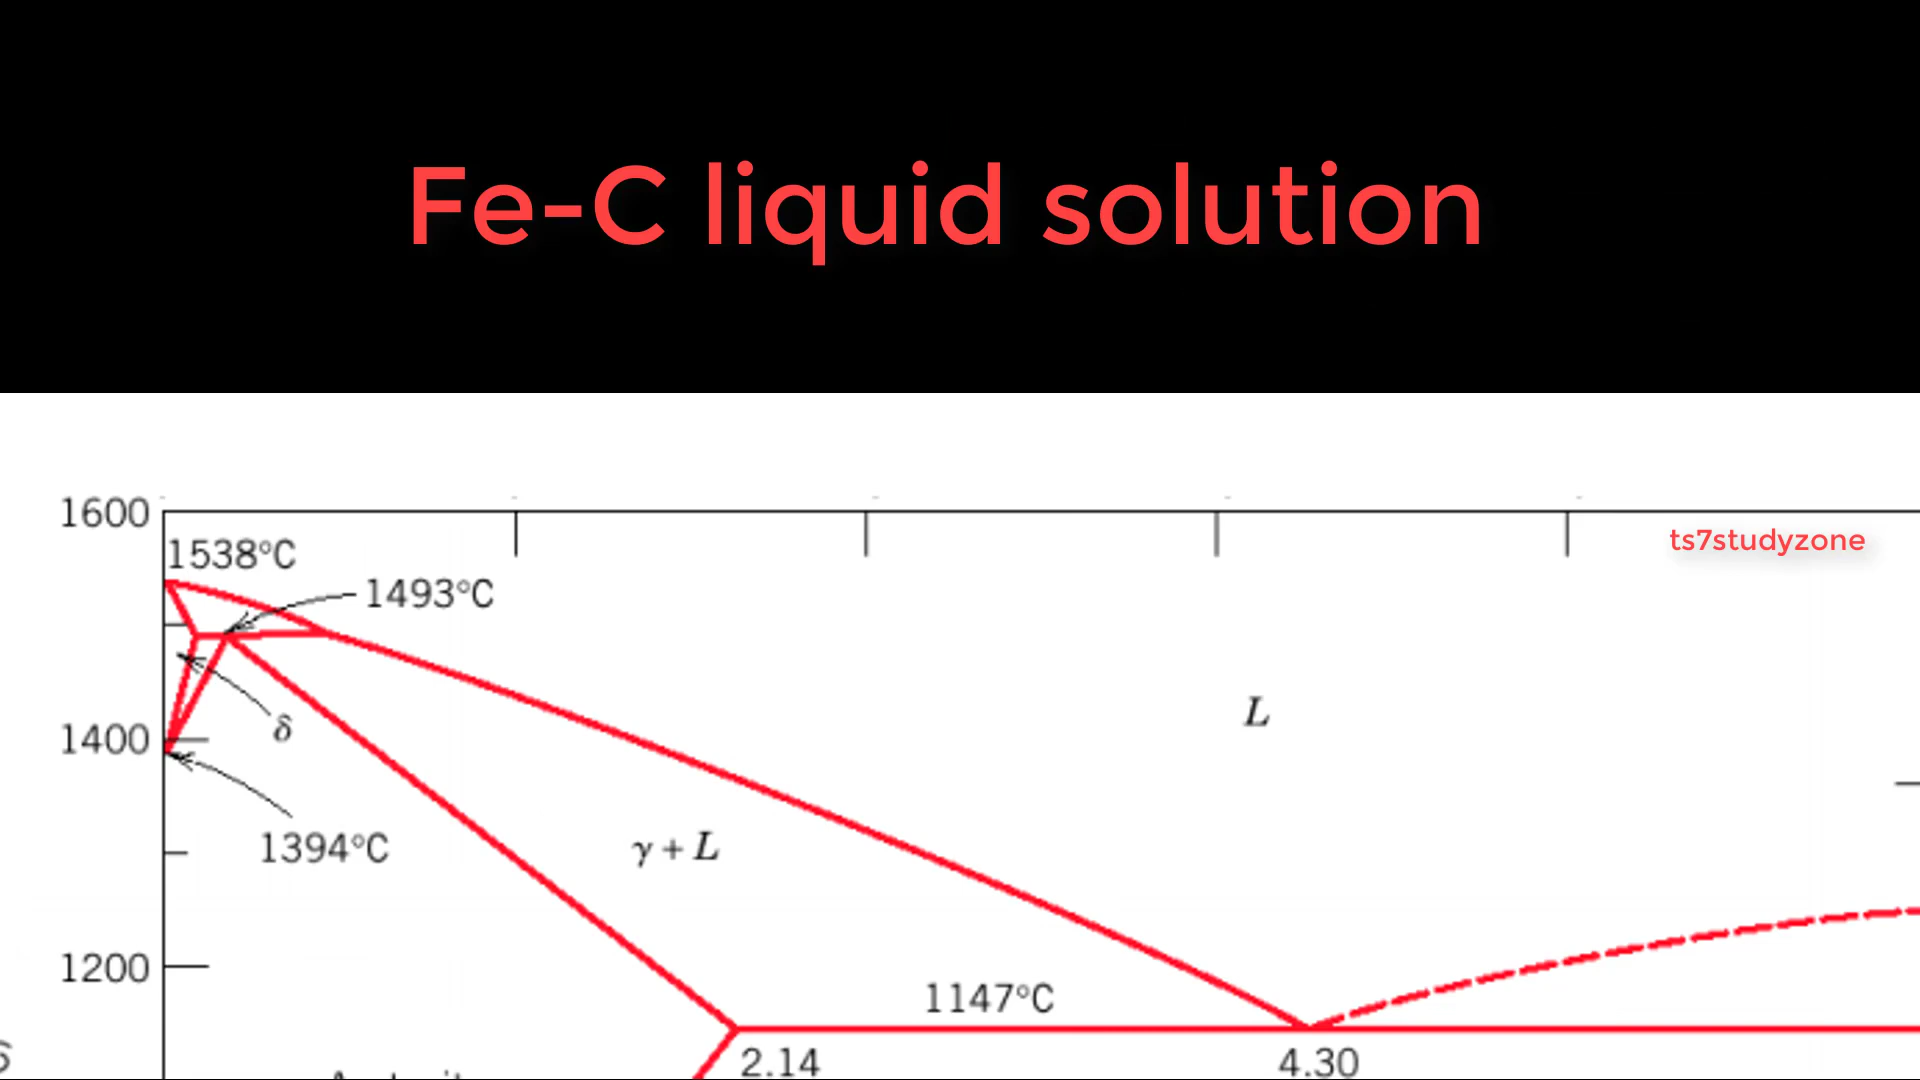 Fe-C liquid solution
1600
1538°C
ts7studyzone
1493°C
L
δ
1400
1394°C
γ + L
1200
1147°C
2.14
4.30